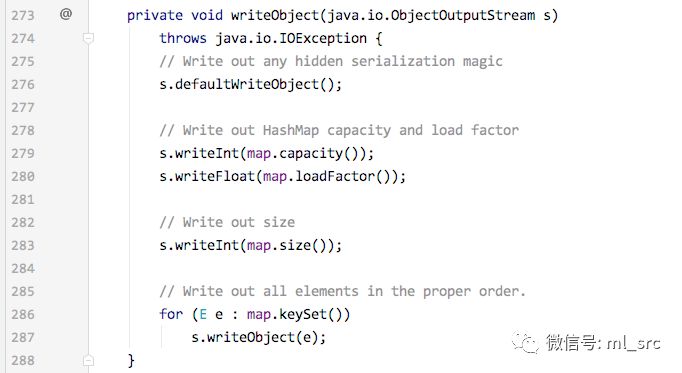 273 @ private void writeObject(java.io.ObjectOutputStream s)
274 throws java.io.IOException {
275 // Write out any hidden serialization magic
276 s.defaultWriteObject();
277
278 // Write out HashMap capacity and load factor
279 s.writeInt(map.capacity());
280 s.writeFloat(map.loadFactor());
281
282 // Write out size
283 s.writeInt(map.size());
284
285 // Write out all elements in the proper order.
286 for (E e : map.keySet())
287 s.writeObject(e);
288 }
微信号: ml_src